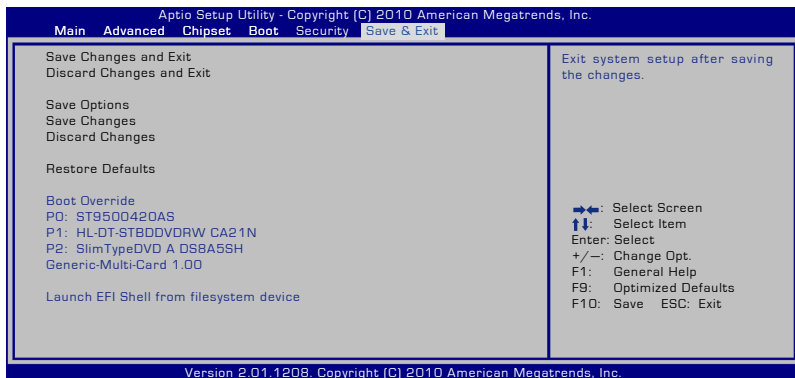 Aptio Setup Utility - Copyright (C) 2010 American Megatrends, Inc.
Main Advanced Chipset Boot Security Save & Exit
Save Changes and Exit
Discard Changes and Exit
Save Options
Save Changes
Discard Changes
Restore Defaults
Boot Override
P0: ST9500420AS
P1: HL-DT-STBDDVDRW CA21N
P2: SlimTypeDVD A DS8A5SH
Generic-Multi-Card 1.00
Launch EFI Shell from filesystem device
Exit system setup after saving
the changes.
→←: Select Screen
↑↓: Select Item
Enter: Select
+/—: Change Opt.
F1: General Help
F9: Optimized Defaults
F10: Save ESC: Exit
Version 2.01.1208. Copyright (C) 2010 American Megatrends, Inc.